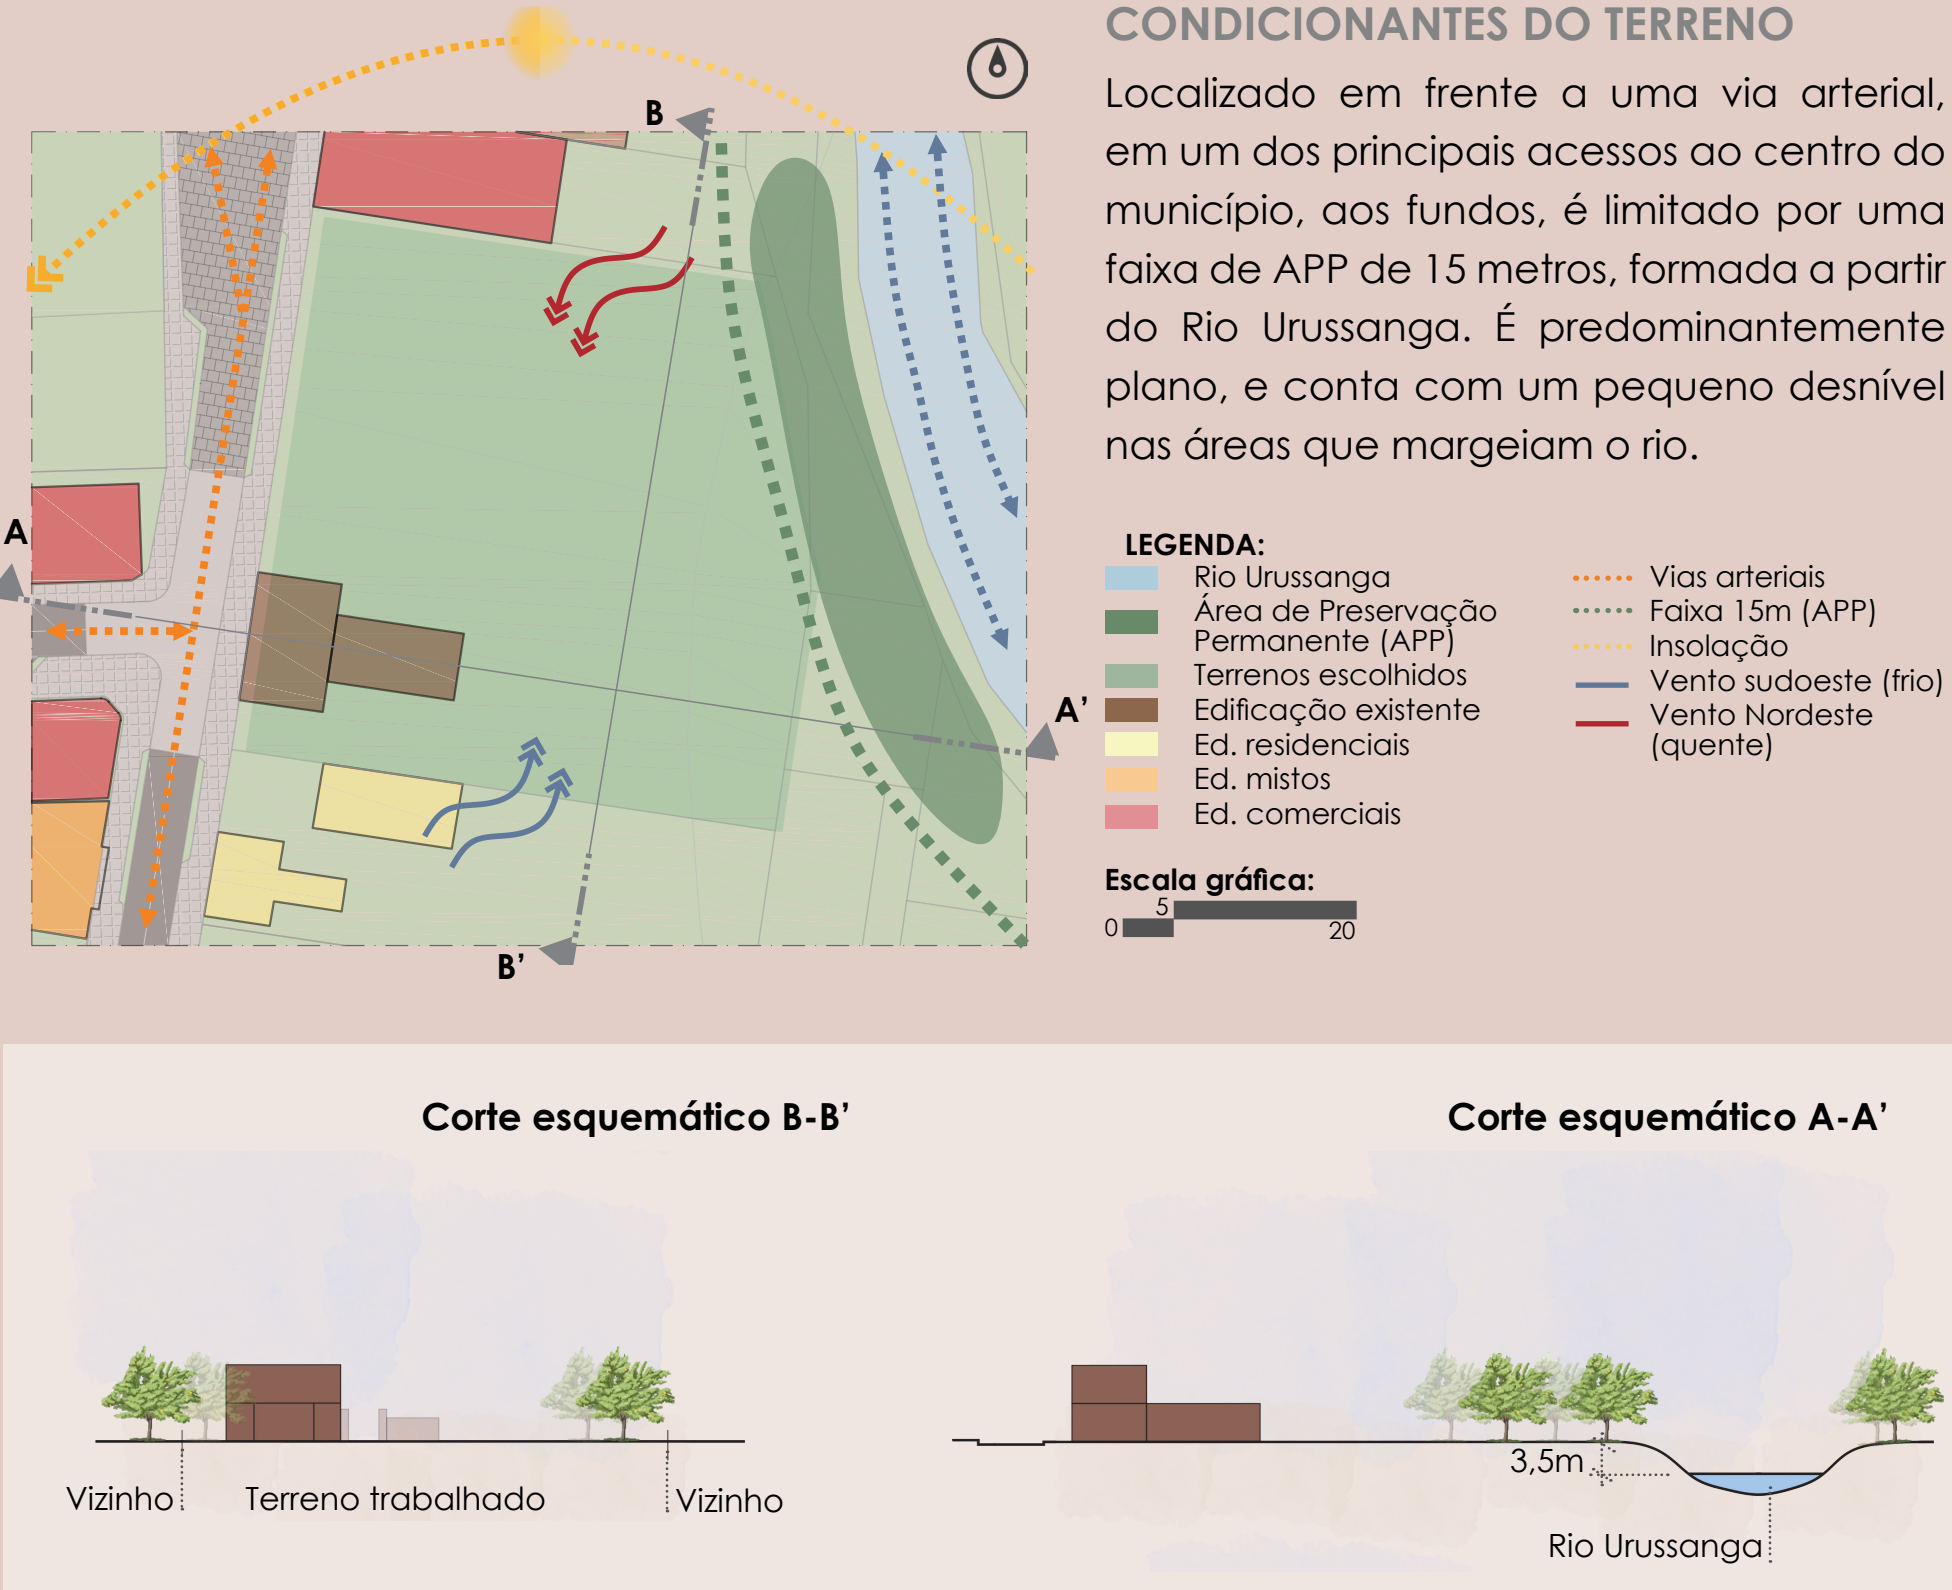 CONDICIONANTES DO TERRENO
Localizado em frente a uma via arterial,
em um dos principais acessos ao centro do
município, aos fundos, é limitado por uma
faixa de APP de 15 metros, formada a partir
do Rio Urussanga. É predominantemente
plano, e conta com um pequeno desnível
nas áreas que margeiam o rio.
B
A
A’
B’
LEGENDA:
Rio Urussanga
Área de Preservação
Permanente (APP)
Terrenos escolhidos
Edificação existente
Ed. residenciais
Ed. mistos
Ed. comerciais
Vias arteriais
Faixa 15m (APP)
Insolação
Vento sudoeste (frio)
Vento Nordeste
(quente)
Escala gráfica:
0 5 20
Corte esquemático B-B’
Vizinho
Terreno trabalhado
Vizinho
Corte esquemático A-A’
3,5m
Rio Urussanga